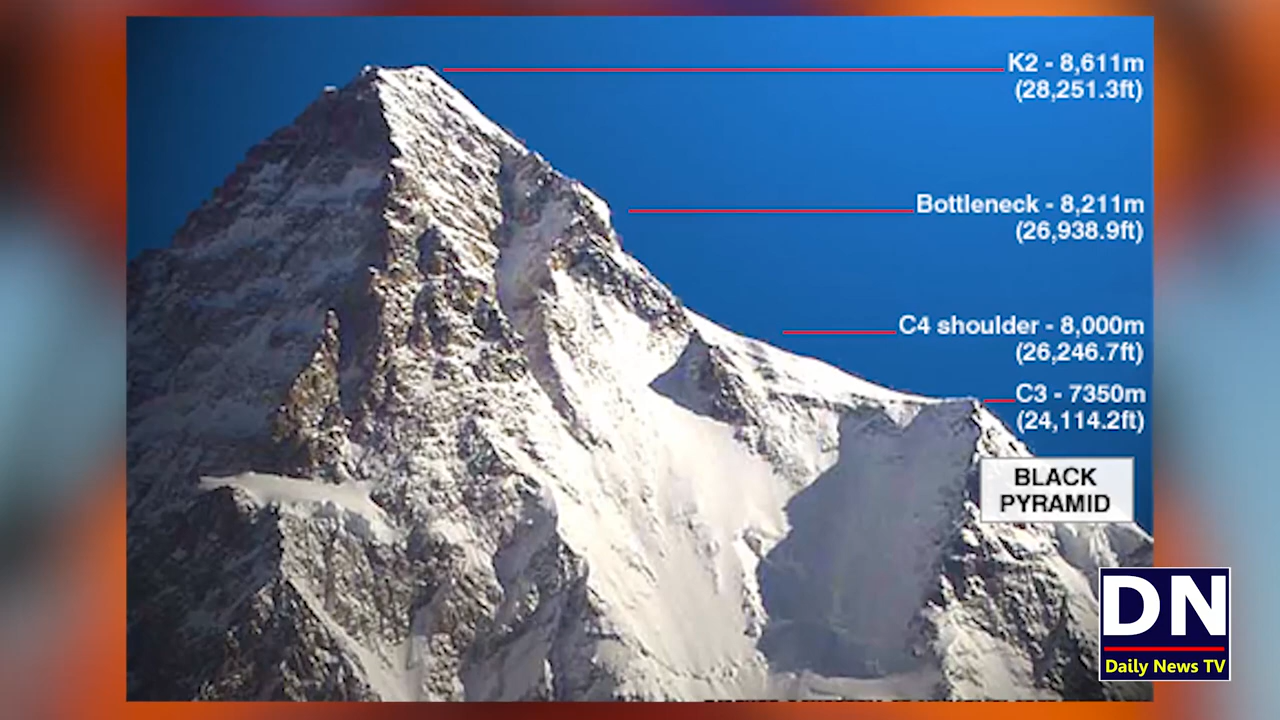 K2 - 8,611m
(28,251.3ft)
Bottleneck - 8,211m
(26,938.9ft)
C4 shoulder - 8,000m
(26,246.7ft)
C3 - 7350m
(24,114.2ft)
BLACK
PYRAMID
DN
Daily News TV